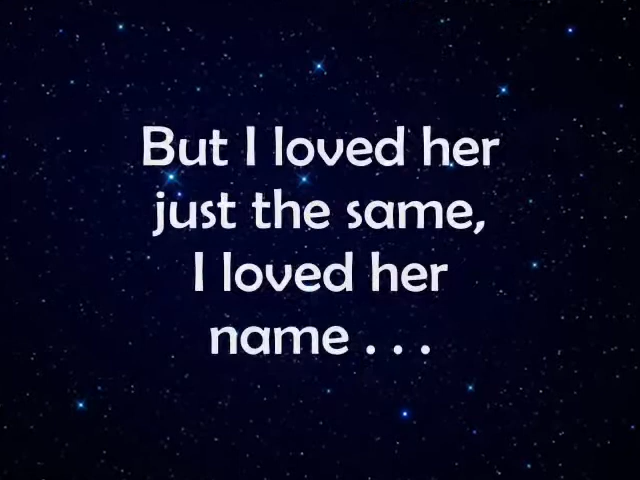 But I loved her
just the same,
I loved her
name . . .